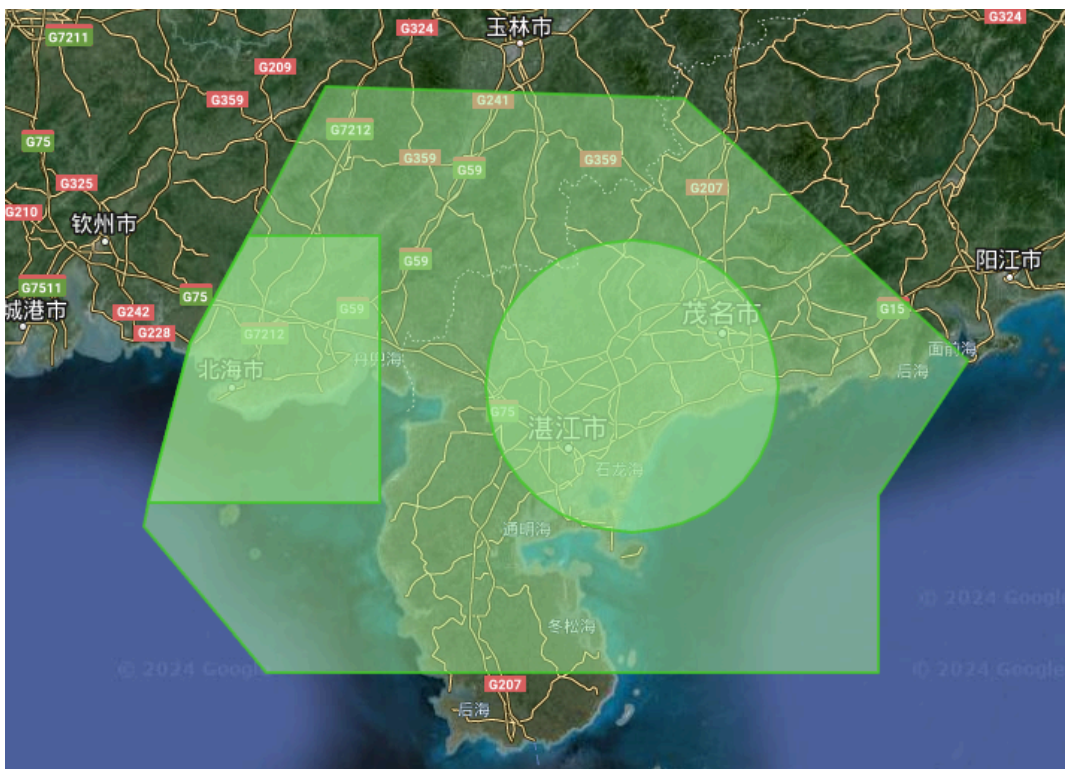 G7211
G324
玉林市
G324
G209
G359
G241
G75
G7212
G359
G59
G359
G325
G207
G210
钦州市
G59
阳江市
G7511
G75
城港市
G242
G59
G15
茂名市
G228
G7212
面前海
北海市
丹兜海
后海
G75
湛江市
石龙海
通明海
© 2024 Google
冬松海
© 2024 Google
© 2024 Google
G207
后海